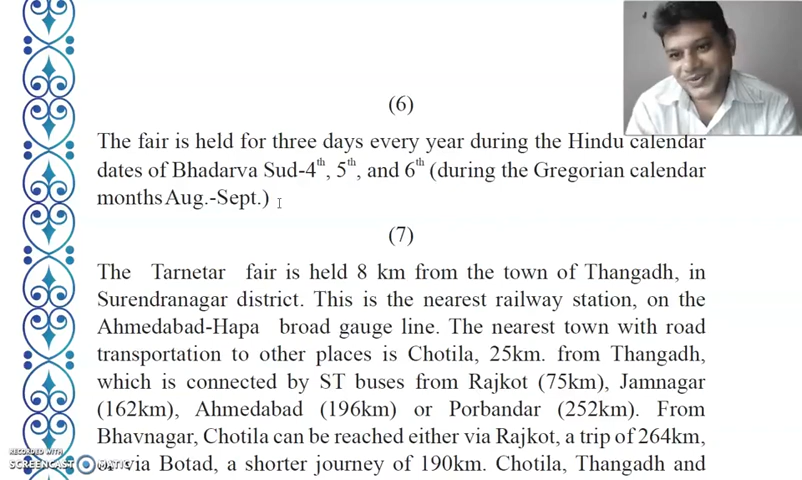 (6)
The fair is held for three days every year during the Hindu calendar
dates of Bhadarva Sud-4th, 5th, and 6th (during the Gregorian calendar
months Aug.-Sept.)
(7)
The Tarnetar fair is held 8 km from the town of Thangadh, in
Surendranagar district. This is the nearest railway station, on the
Ahmedabad-Hapa broad gauge line. The nearest town with road
transportation to other places is Chotila, 25km. from Thangadh,
which is connected by ST buses from Rajkot (75km), Jamnagar
(162km), Ahmedabad (196km) or Porbandar (252km). From
Bhavnagar, Chotila can be reached either via Rajkot, a trip of 264km,
via Botad, a shorter journey of 190km. Chotila, Thangadh and
RECORDED WITH
SCREENCAST MATIC